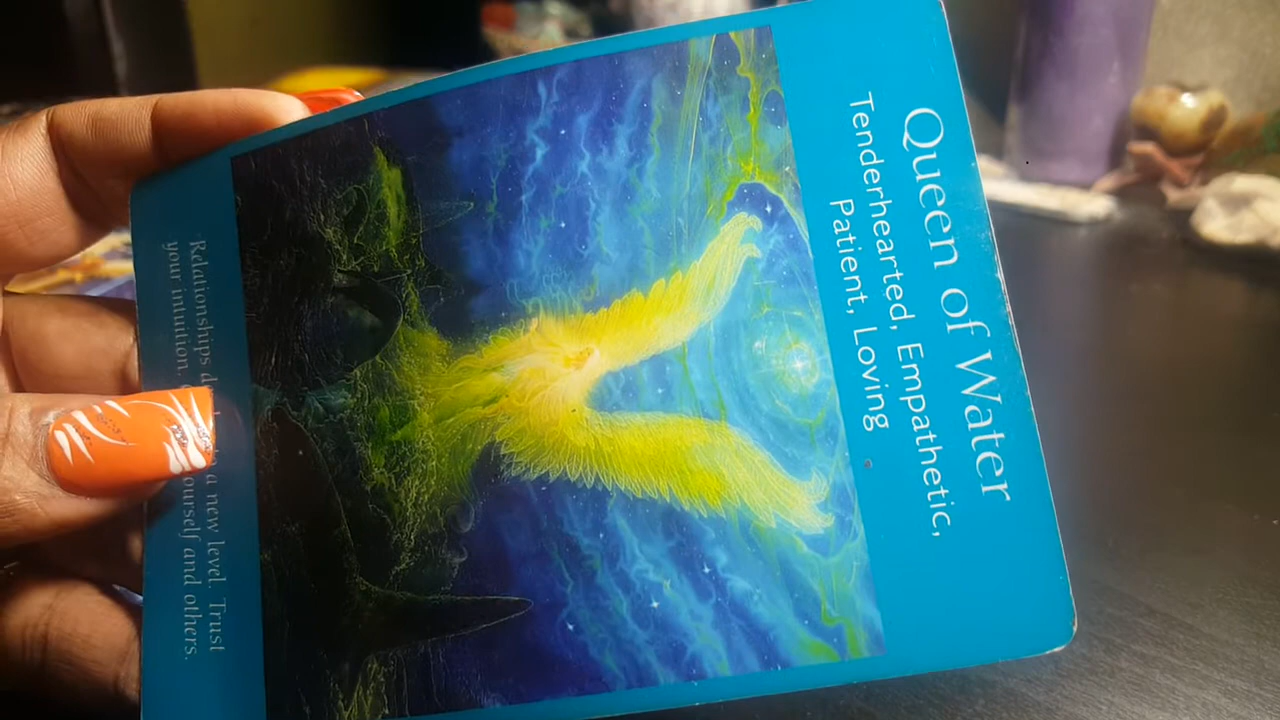 Queen of Water
Tenderhearted, Empathetic,
Patient, Loving
Relationships a new level. Trust
your intuition. ourself and others.